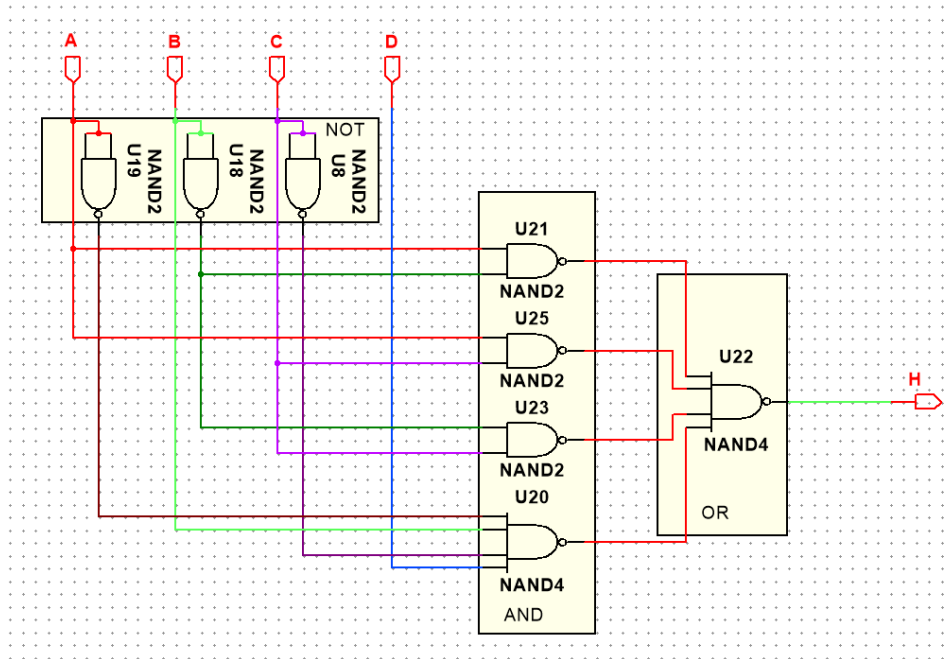 A
B
C
D
NOT
U19
NAND2
U18
NAND2
U8
NAND2
U21
NAND2
U25
NAND2
U23
NAND2
U20
NAND4
AND
U22
NAND4
OR
H